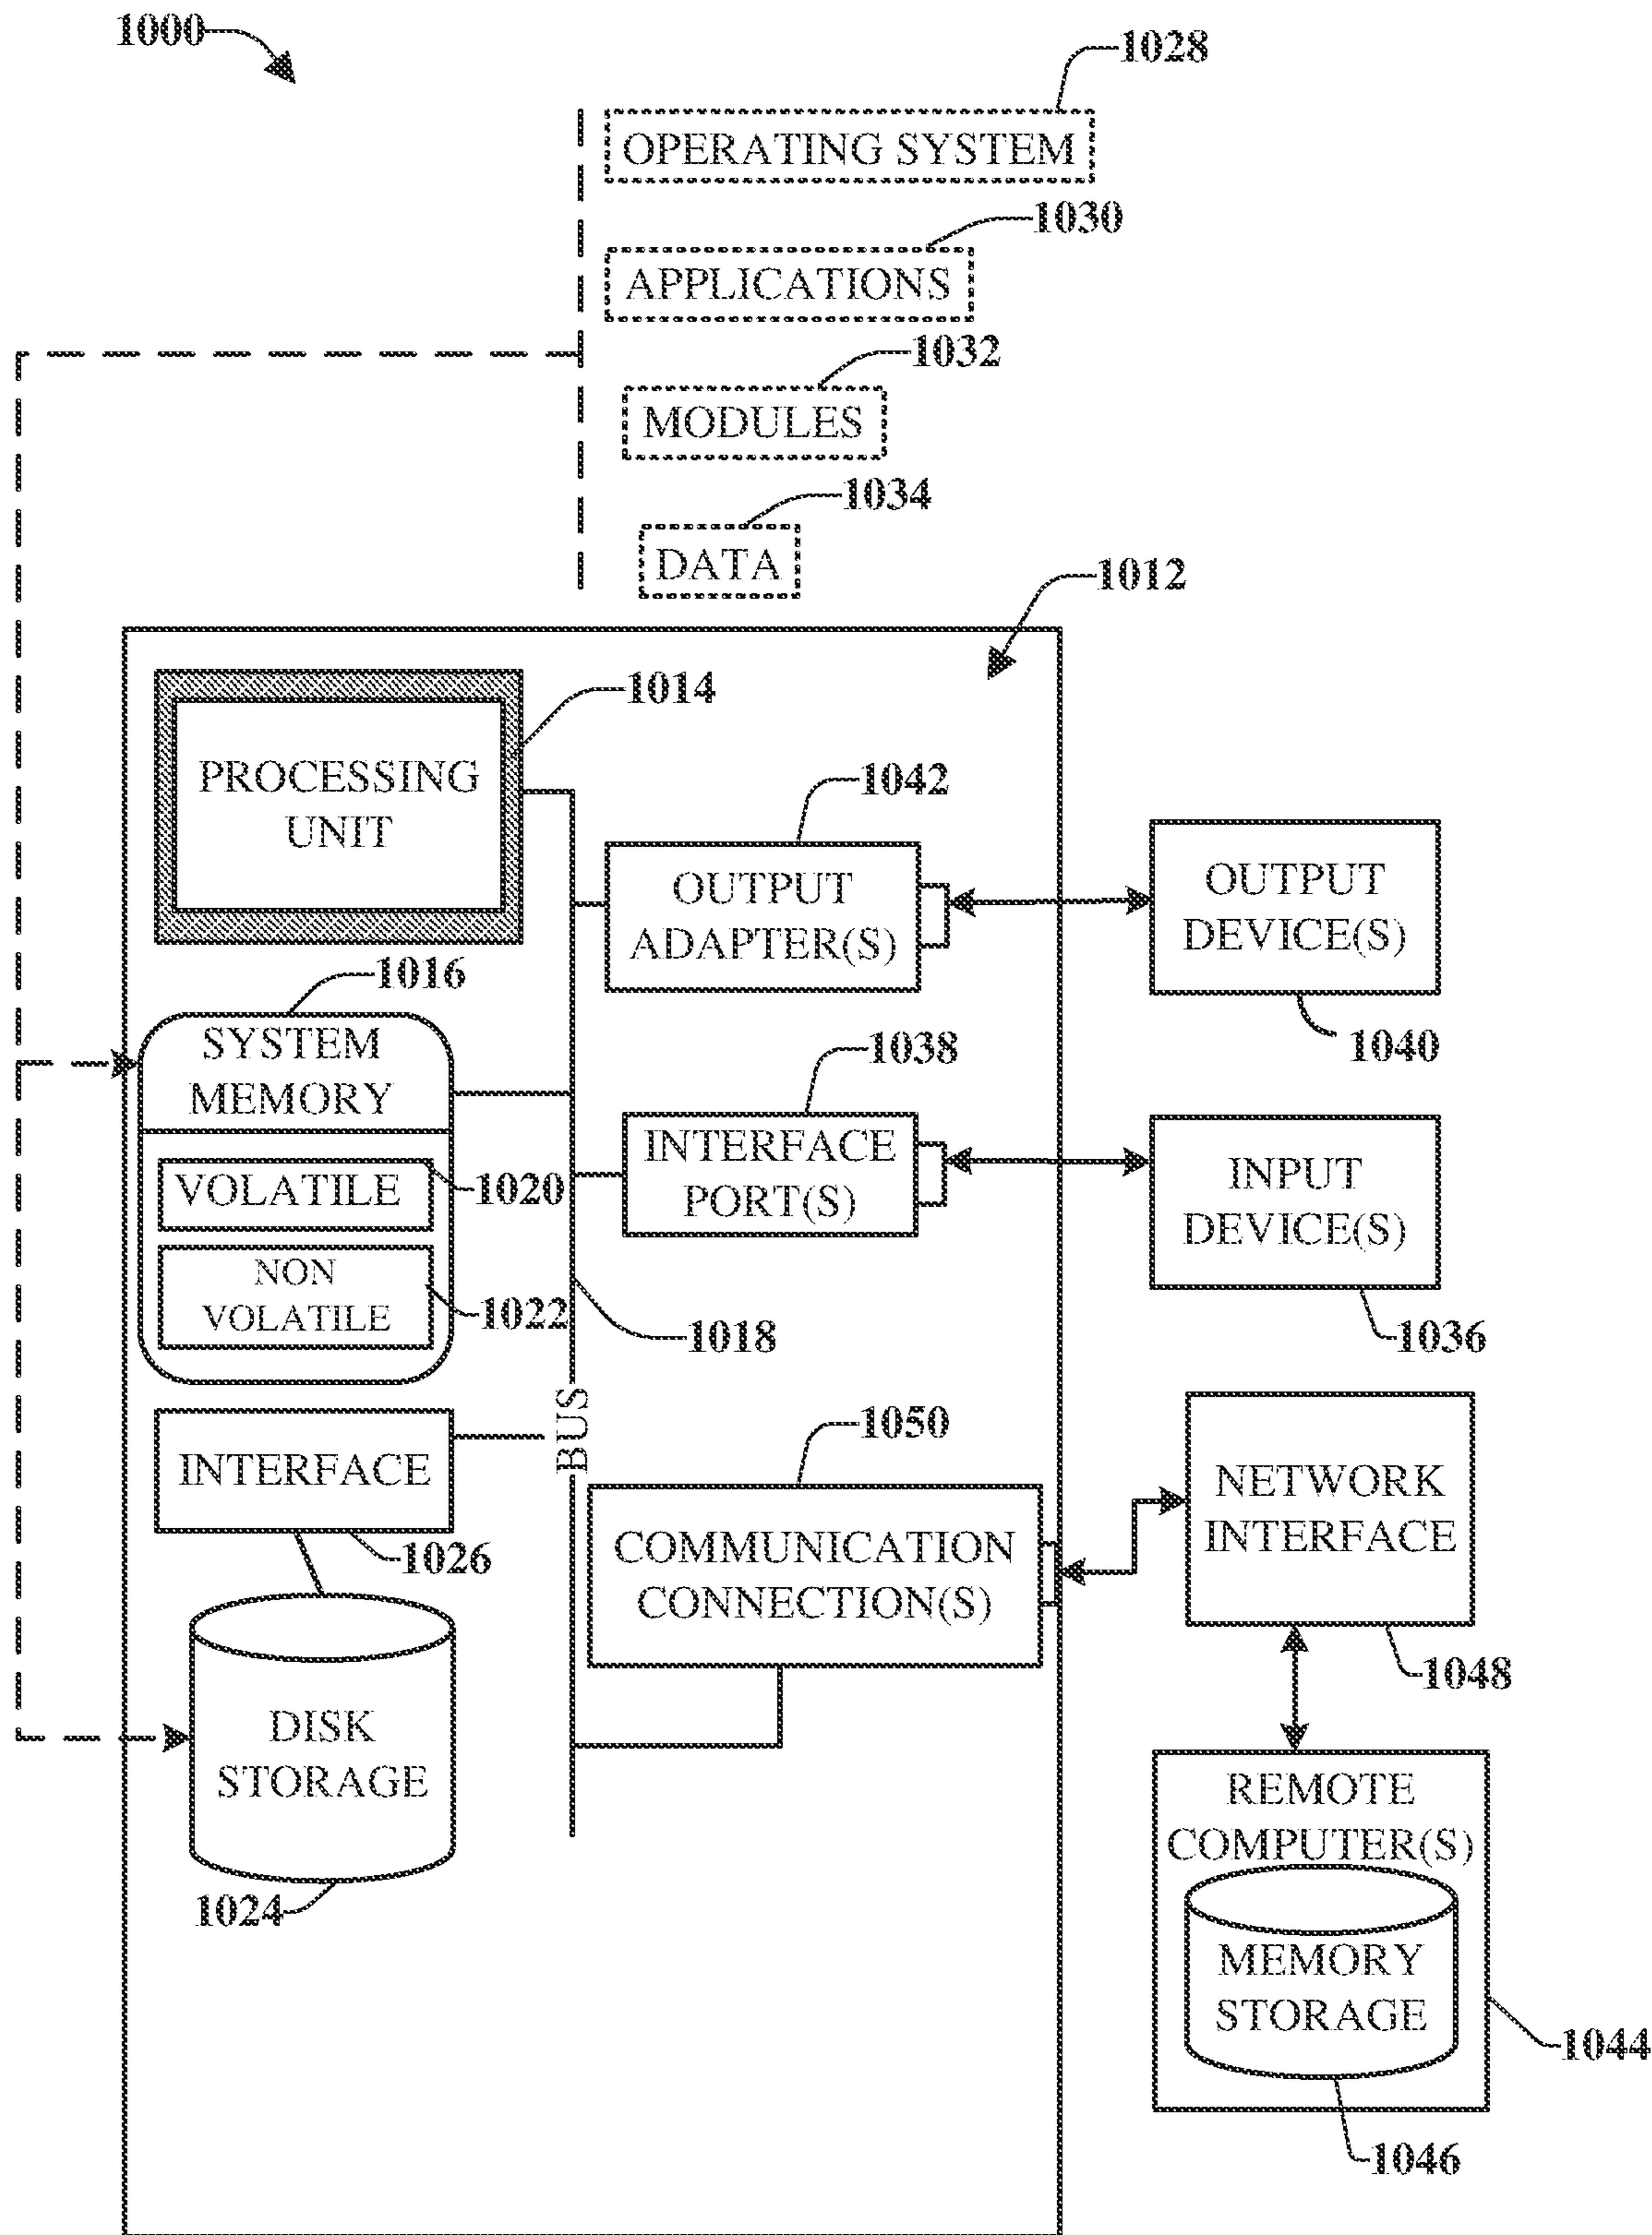 1000
1028
OPERATING SYSTEM
1030
APPLICATIONS
1032
MODULES
1034
DATA
1012
1014
PROCESSING
UNIT
1042
OUTPUT
ADAPTER(S)
OUTPUT
DEVICE(S)
1040
1016
SYSTEM
MEMORY
VOLATILE
1020
NON
VOLATILE
1022
1038
INTERFACE
PORT(S)
INPUT
DEVICE(S)
1036
1018
BUS
INTERFACE
1026
1050
COMMUNICATION
CONNECTION(S)
NETWORK
INTERFACE
1048
DISK
STORAGE
1024
REMOTE
COMPUTER(S)
MEMORY
STORAGE
1044
1046